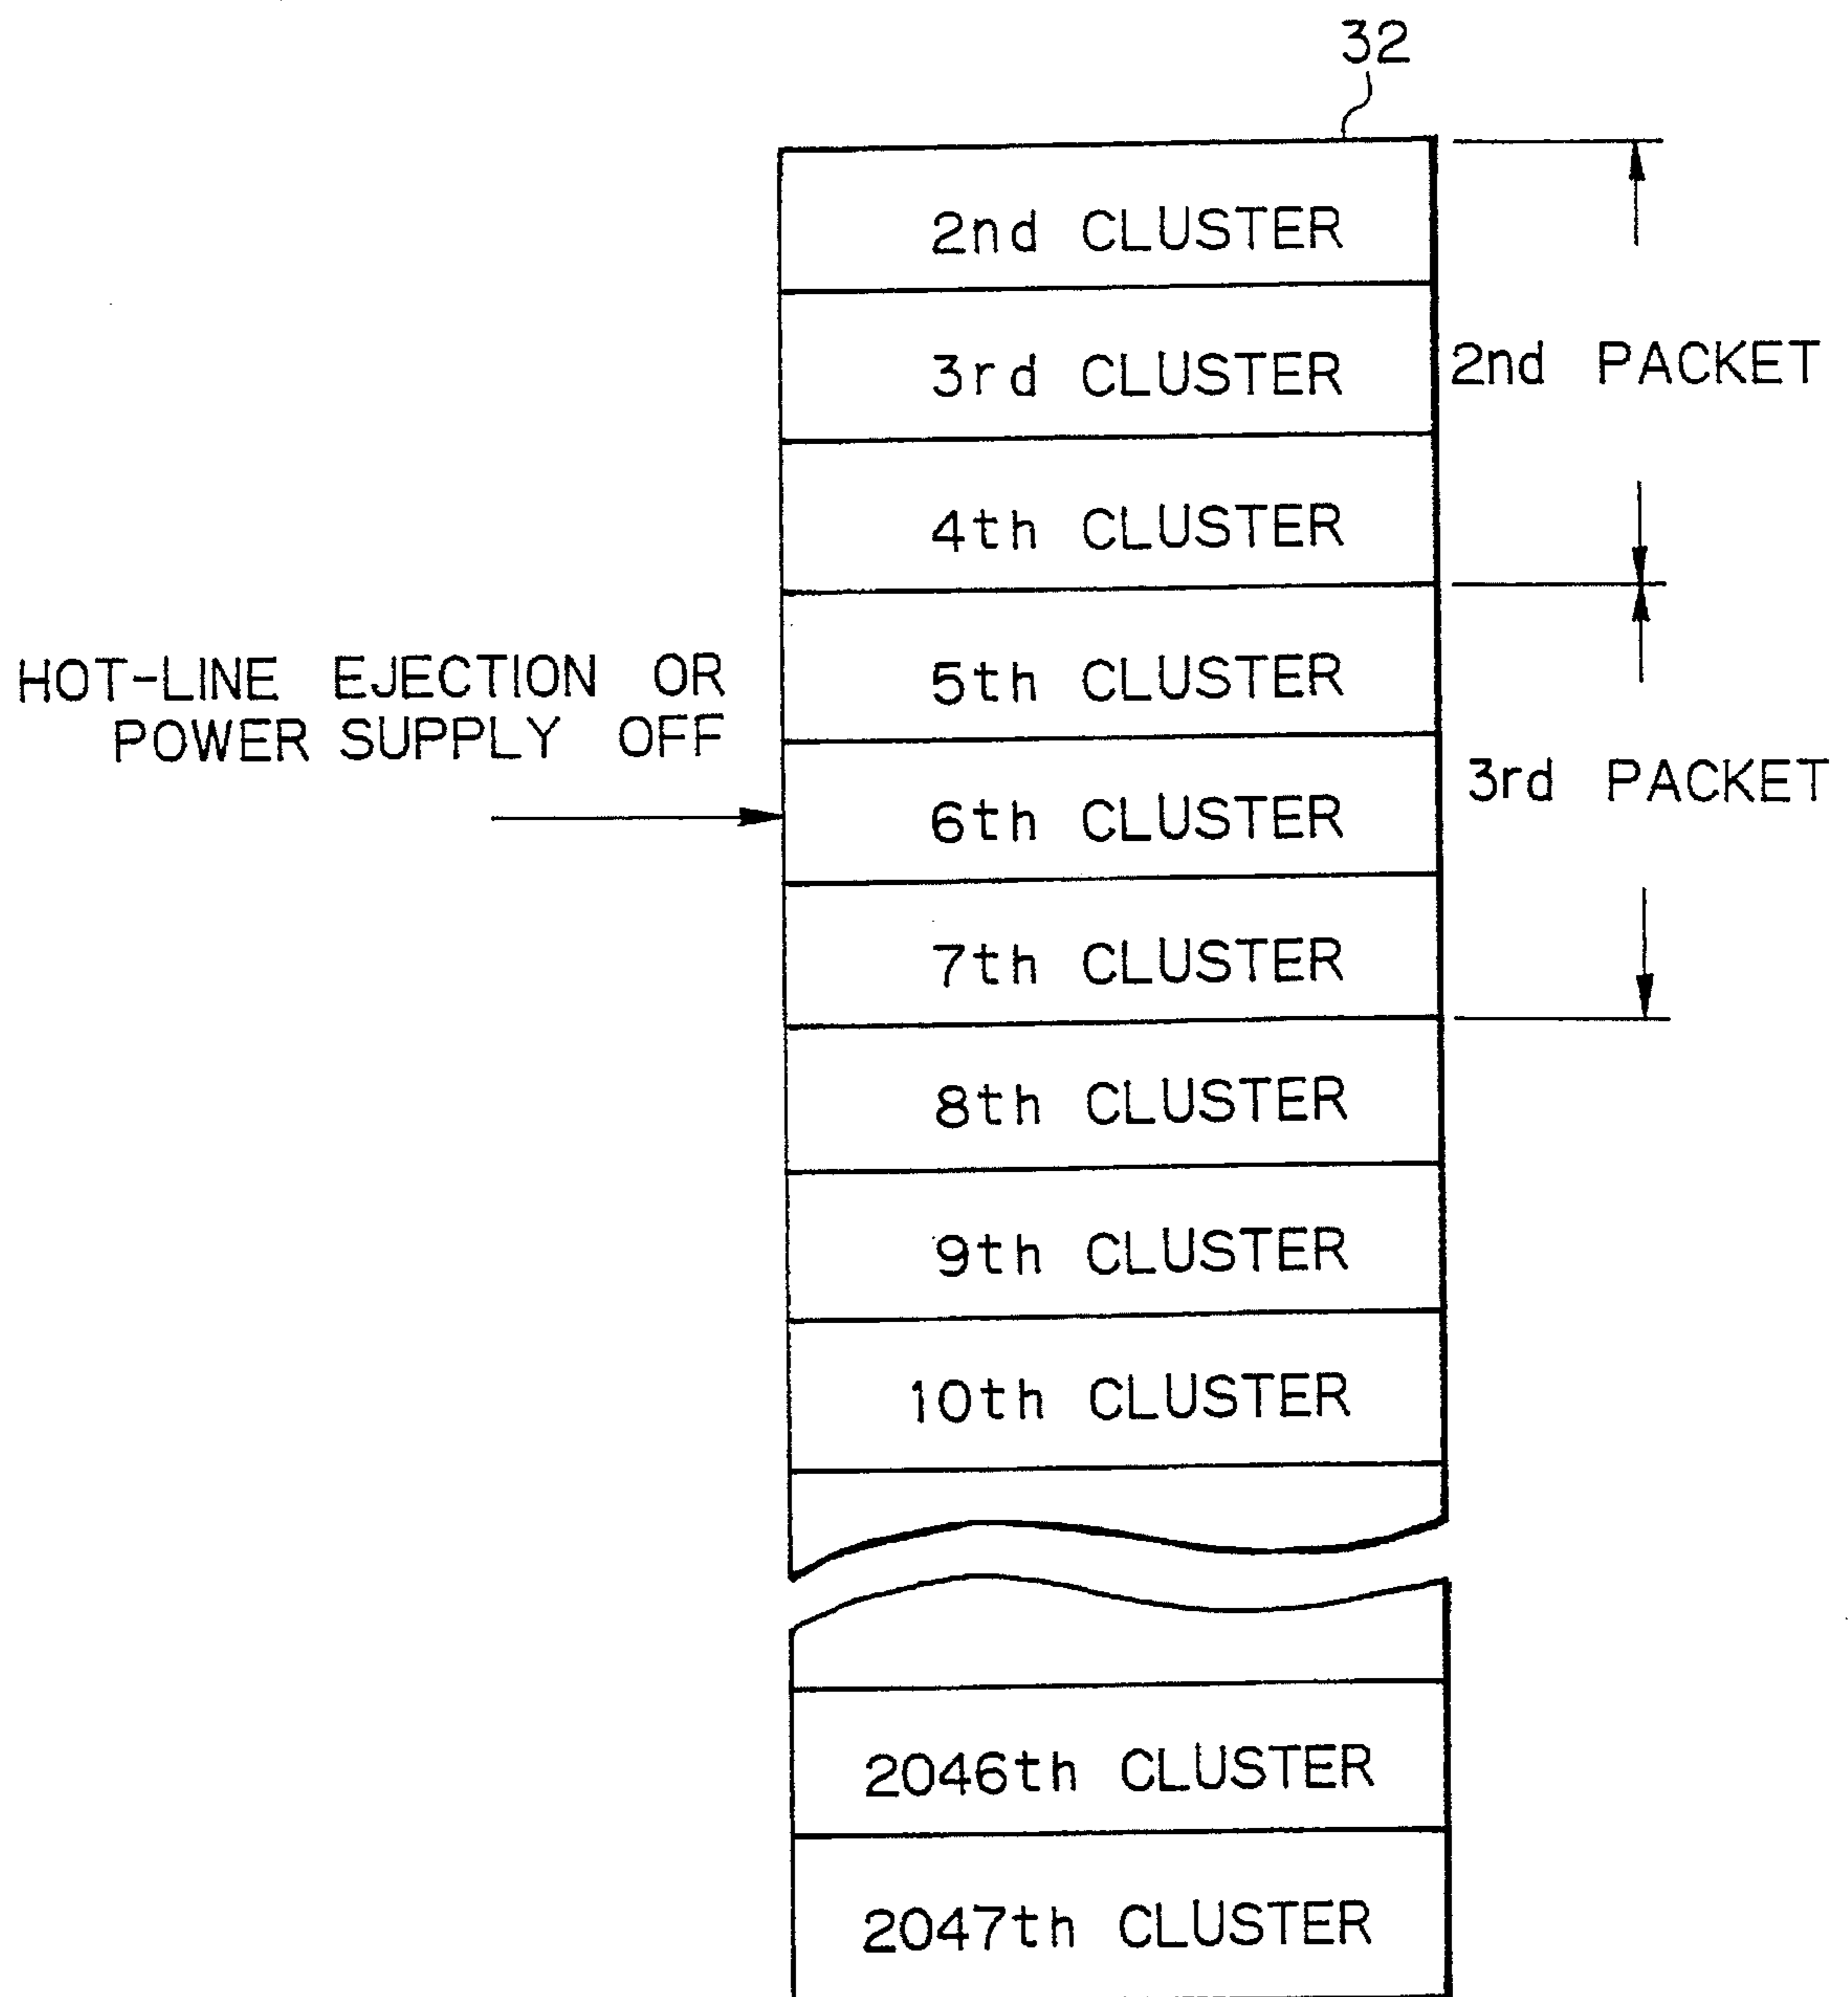 32
2nd CLUSTER
3rd CLUSTER
2nd PACKET
4th CLUSTER
HOT-LINE EJECTION OR
POWER SUPPLY OFF
5th CLUSTER
3rd PACKET
6th CLUSTER
7th CLUSTER
8th CLUSTER
9th CLUSTER
10th CLUSTER
2046th CLUSTER
2047th CLUSTER